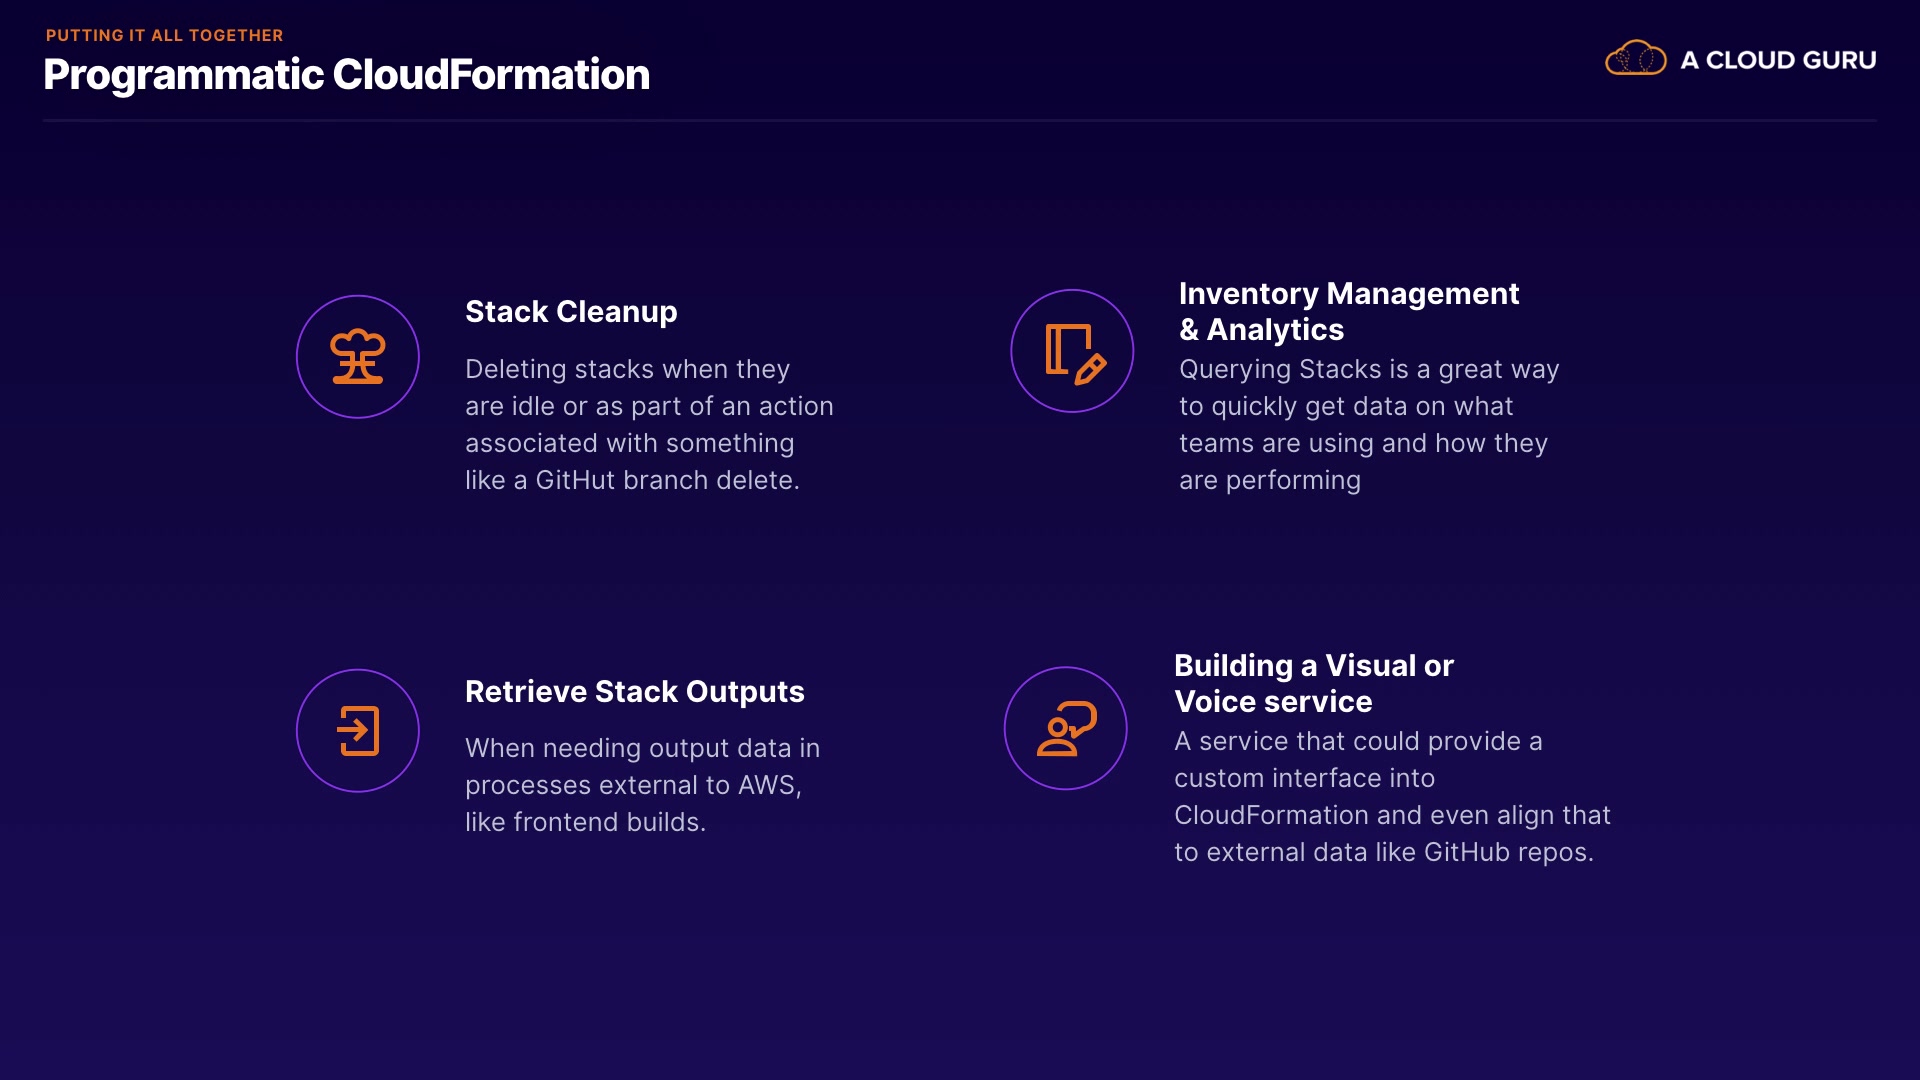 PUTTING IT ALL TOGETHER
Programmatic CloudFormation
A CLOUD GURU
Stack Cleanup
Deleting stacks when they
are idle or as part of an action
associated with something
like a GitHut branch delete.
Inventory Management
& Analytics
Querying Stacks is a great way
to quickly get data on what
teams are using and how they
are performing
Retrieve Stack Outputs
When needing output data in
processes external to AWS,
like frontend builds.
Building a Visual or
Voice service
A service that could provide a
custom interface into
CloudFormation and even align that
to external data like GitHub repos.